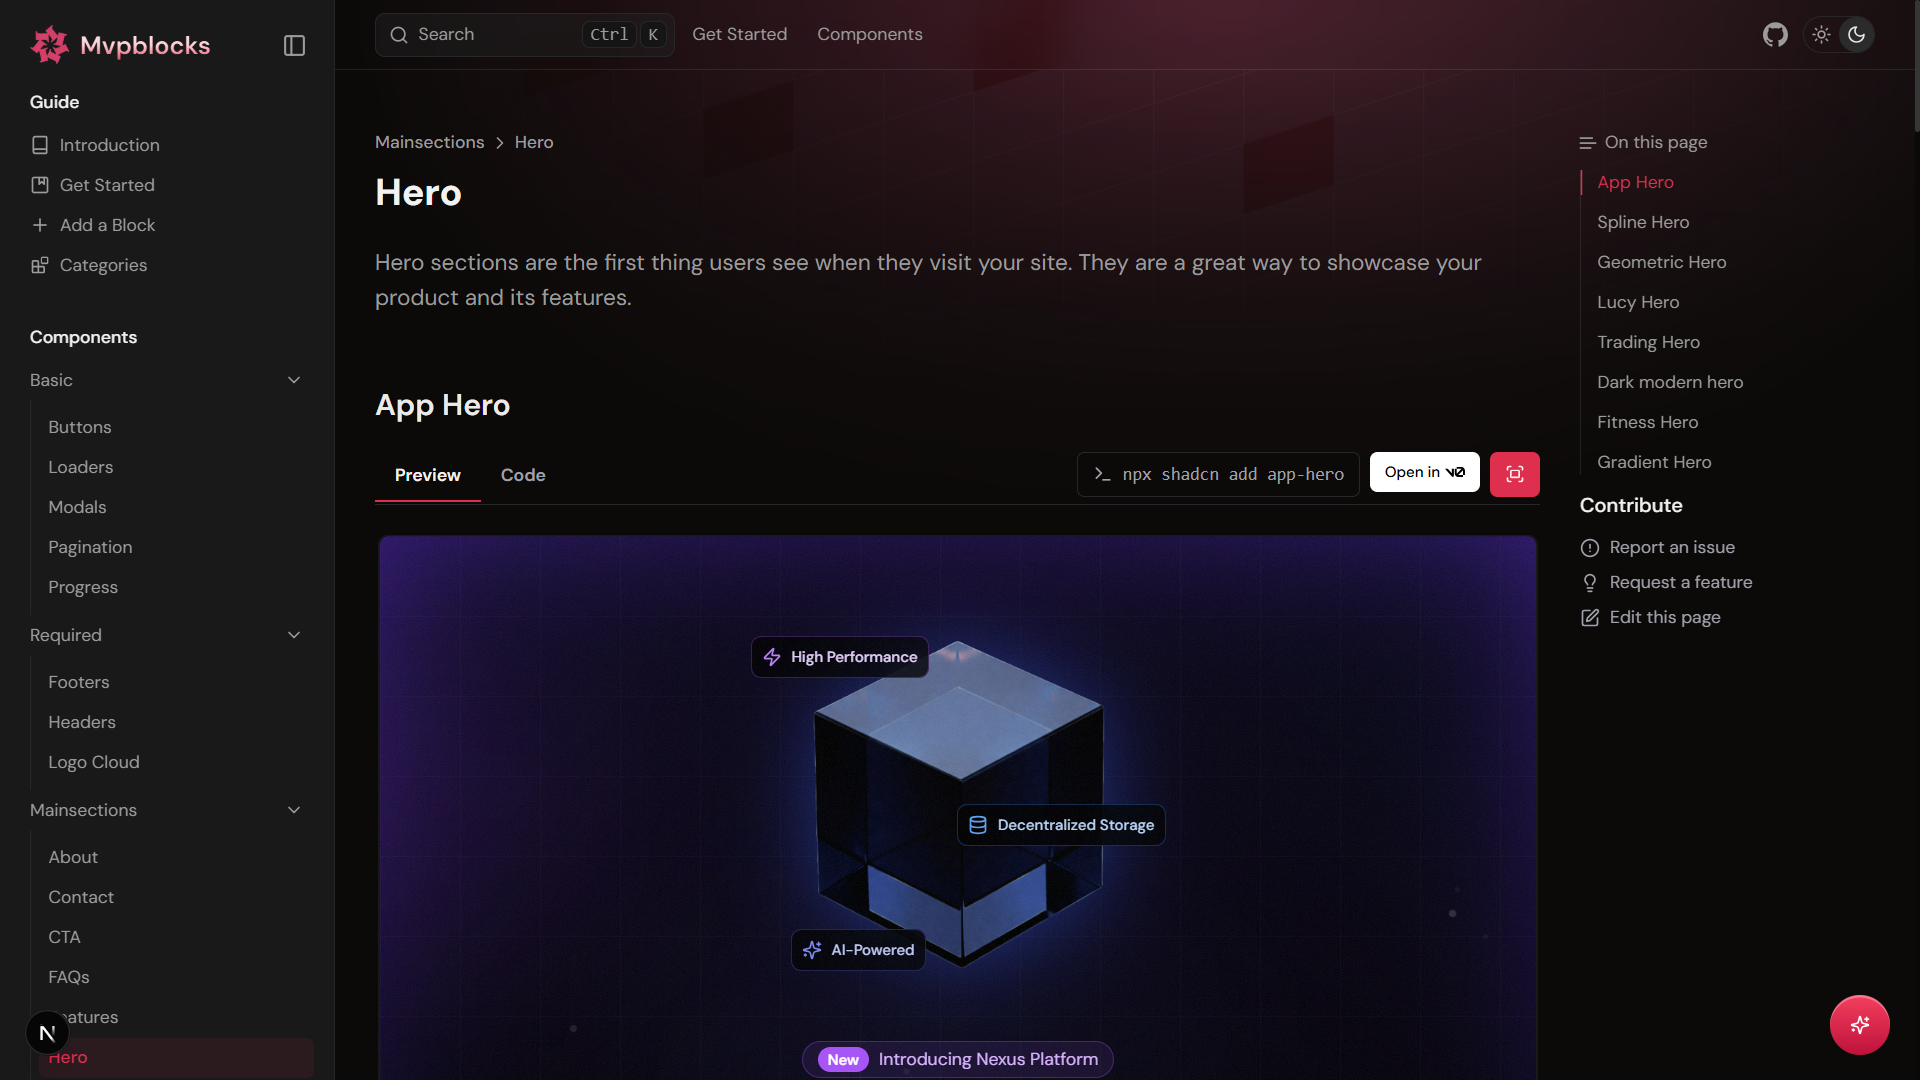 Mvpblocks
Guide
Introduction
Get Started
Add a Block
Categories
Components
Basic
Buttons
Loaders
Modals
Pagination
Progress
Required
Footers
Headers
Logo Cloud
Mainsections
About
Contact
CTA
FAQs
atures
N
Hero
Search Ctrl K Get Started Components
Mainsections > Hero
Hero
Hero sections are the first thing users see when they visit your site. They are a great way to showcase your
product and its features.
App Hero
Preview Code >_ npx shadcn add app-hero Open in v0
High Performance
Decentralized Storage
AI-Powered
New Introducing Nexus Platform
On this page
App Hero
Spline Hero
Geometric Hero
Lucy Hero
Trading Hero
Dark modern hero
Fitness Hero
Gradient Hero
Contribute
Report an issue
Request a feature
Edit this page